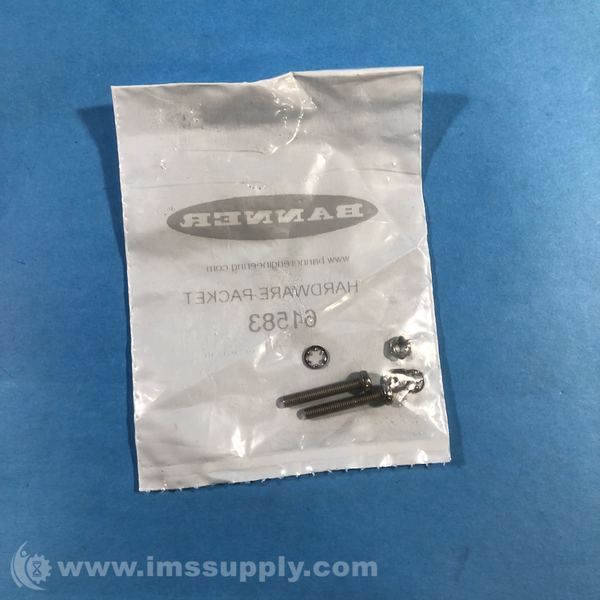 BANNER
www.bannerengineering.com
HARDWARE PACKET
61583
www.imssupply.com